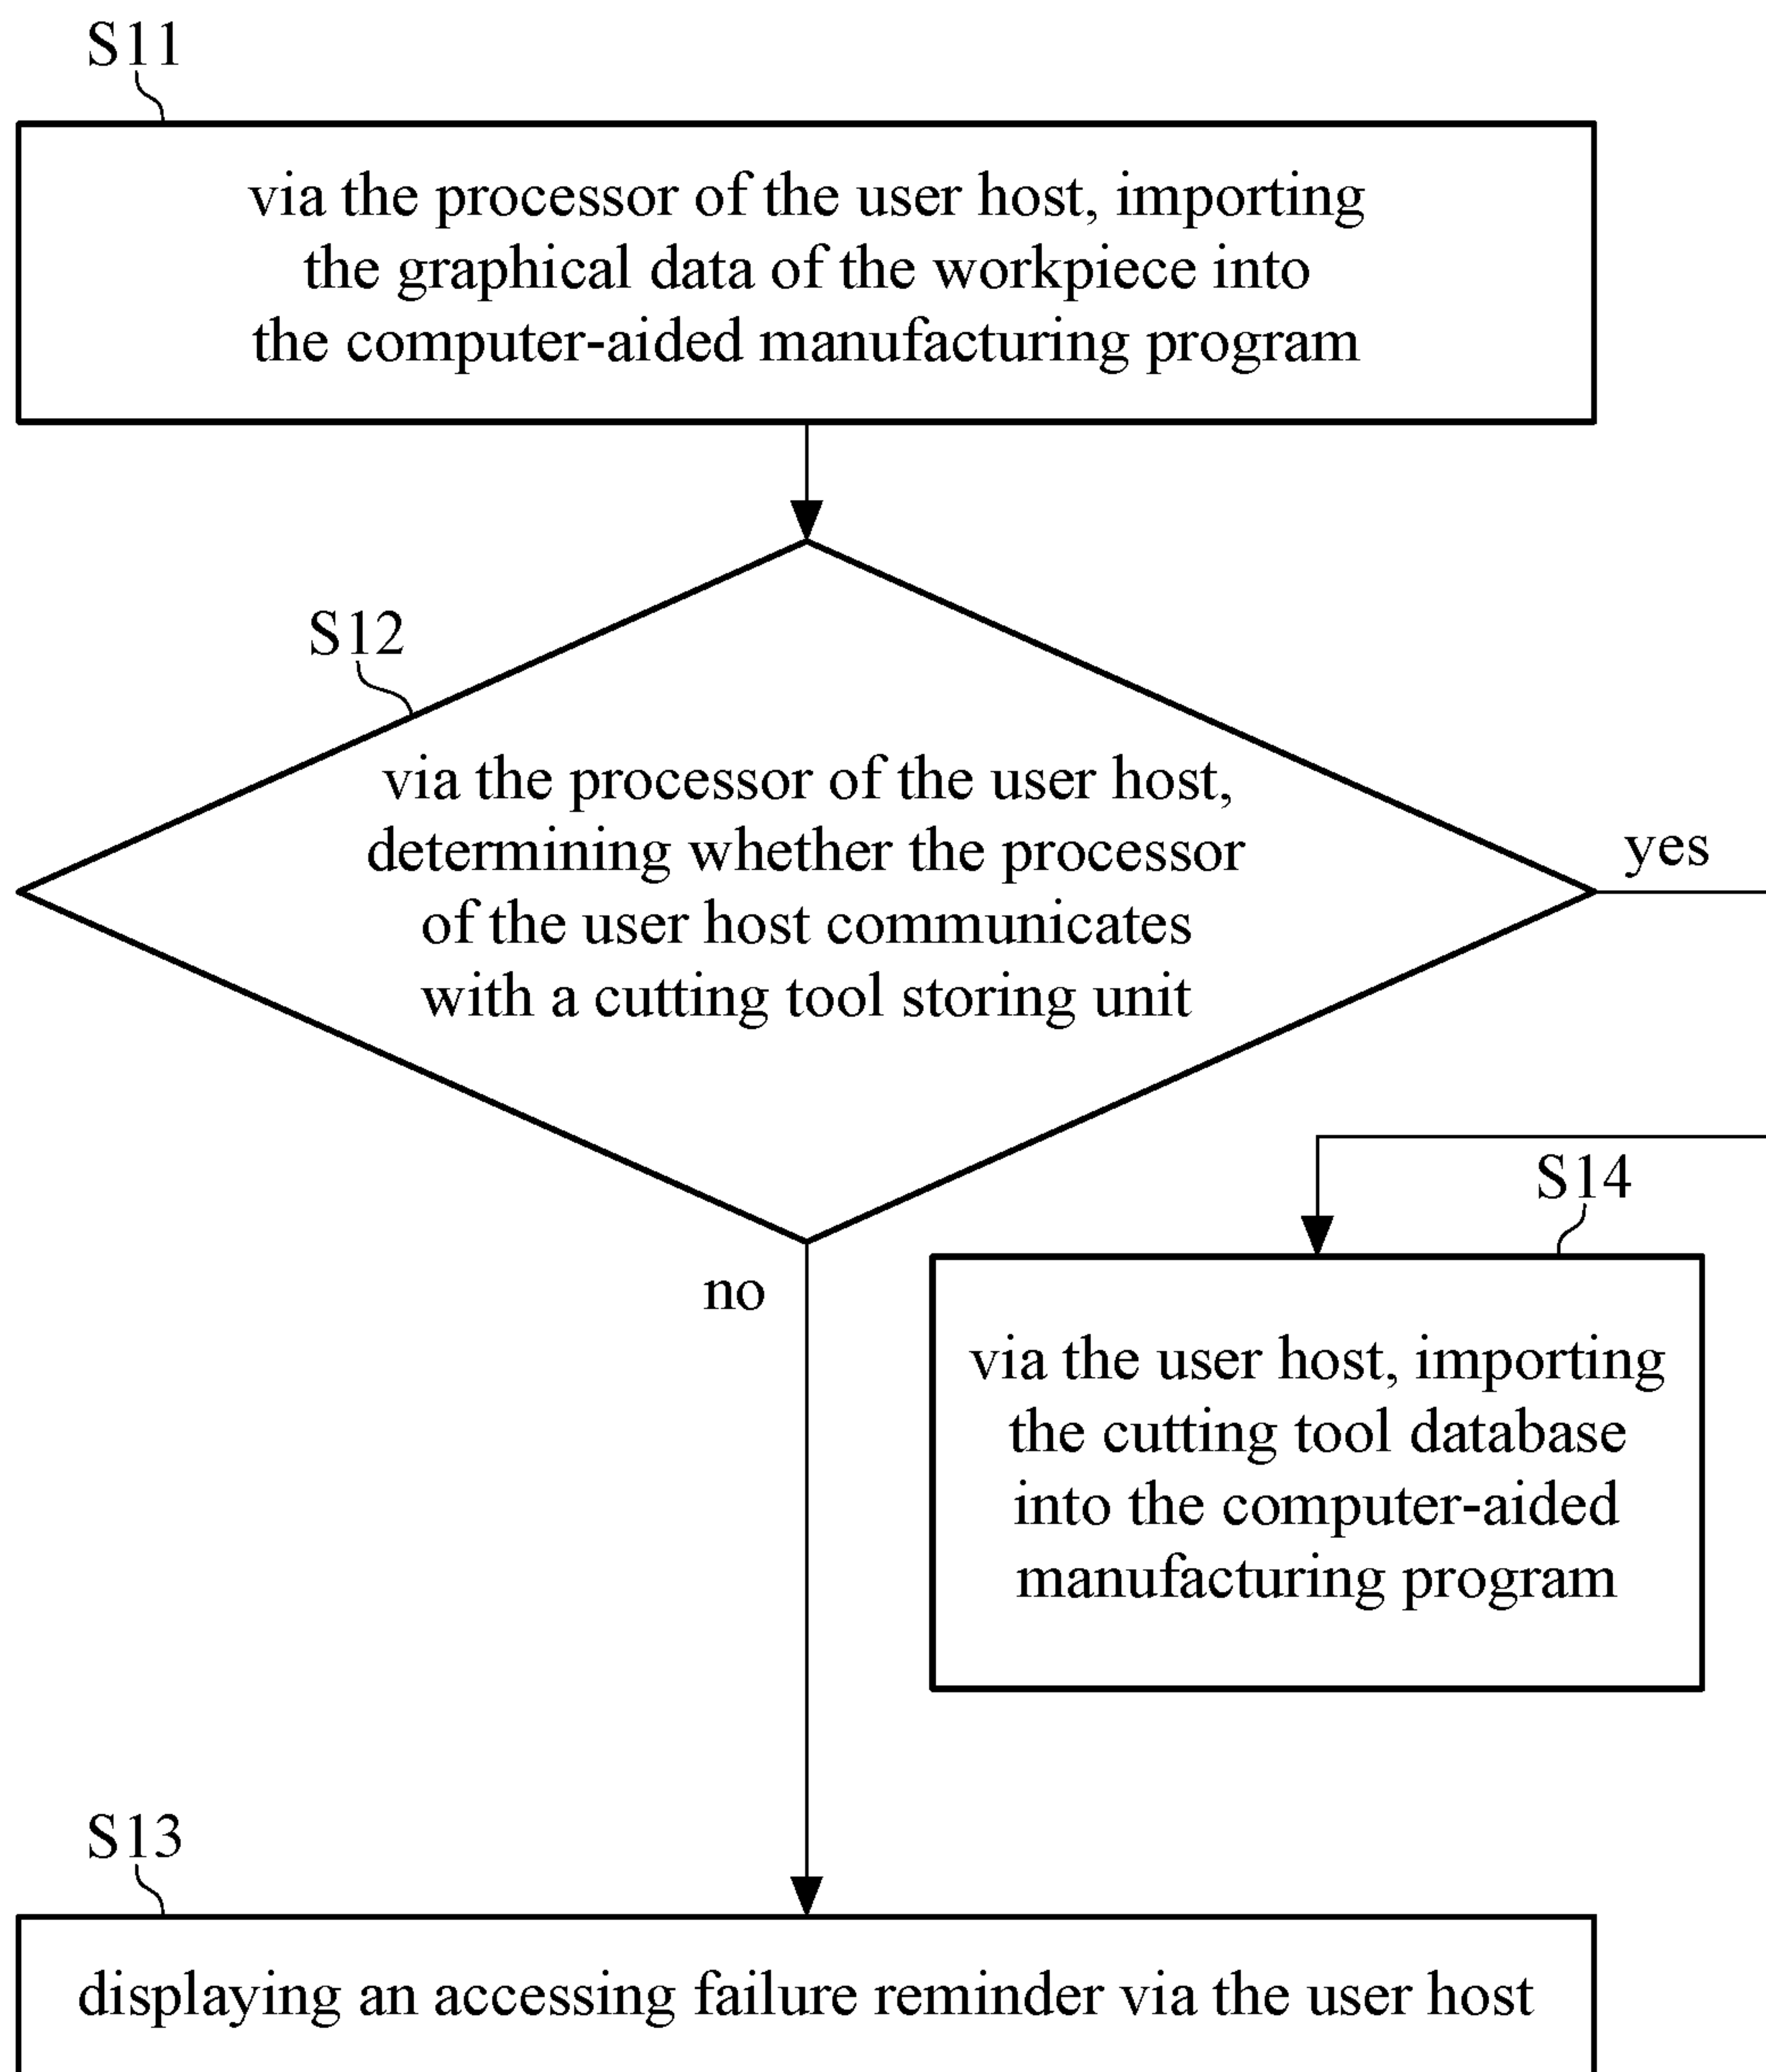 S11
via the processor of the user host, importing
the graphical data of the workpiece into
the computer-aided manufacturing program
S12
via the processor of the user host,
determining whether the processor
of the user host communicates
with a cutting tool storing unit
yes
no
S14
via the user host, importing
the cutting tool database
into the computer-aided
manufacturing program
S13
displaying an accessing failure reminder via the user host